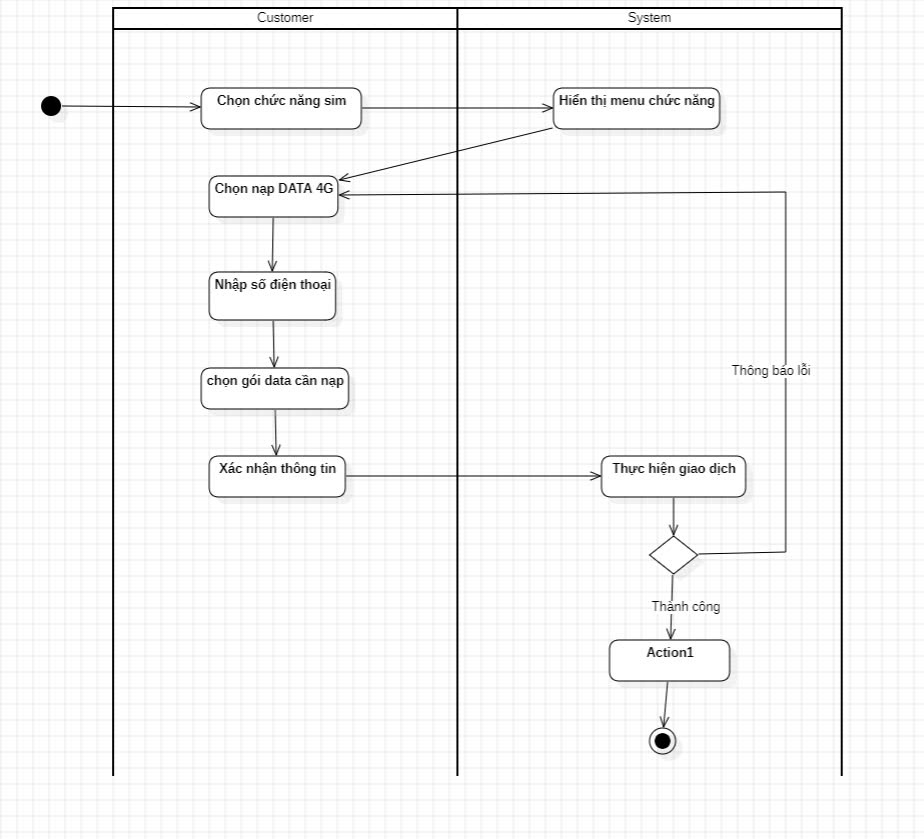 Customer
System
Chọn chức năng sim
Hiển thị menu chức năng
Chọn nạp DATA 4G
Nhập số điện thoại
Thông báo lỗi
chọn gói data cần nạp
Xác nhận thông tin
Thực hiện giao dịch
Thành công
Action1